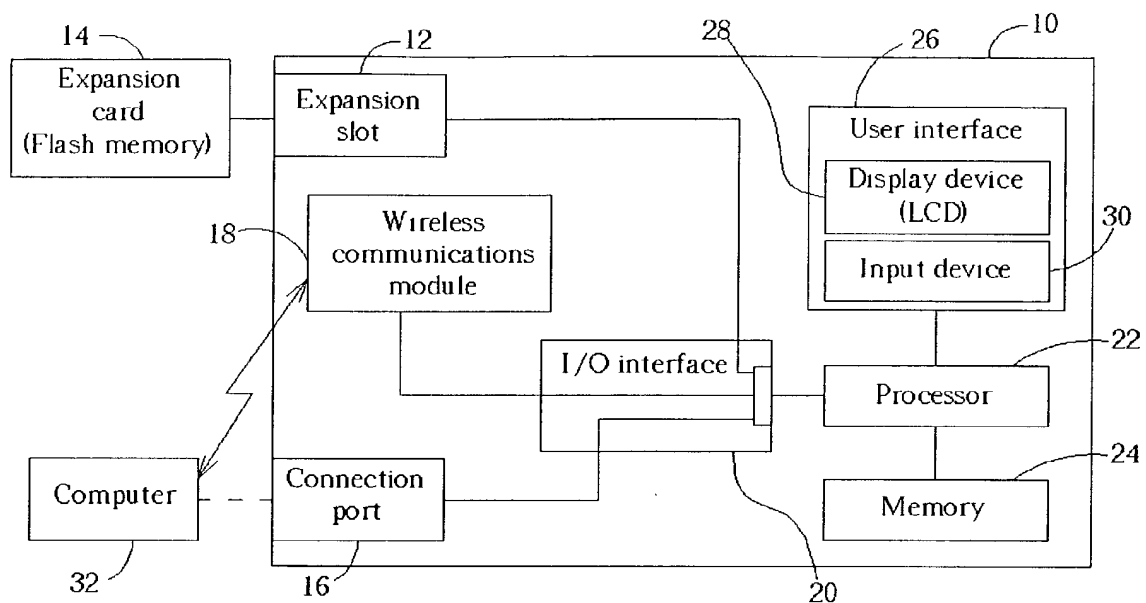 14
12
28
26
10
Expansion
card
(Flash memory)
Expansion
slot
User interface
Display device
(LCD)
30
Input device
18
Wireless
communications
module
I/O interface
22
Processor
24
Memory
Computer
Connection
port
32
16
20